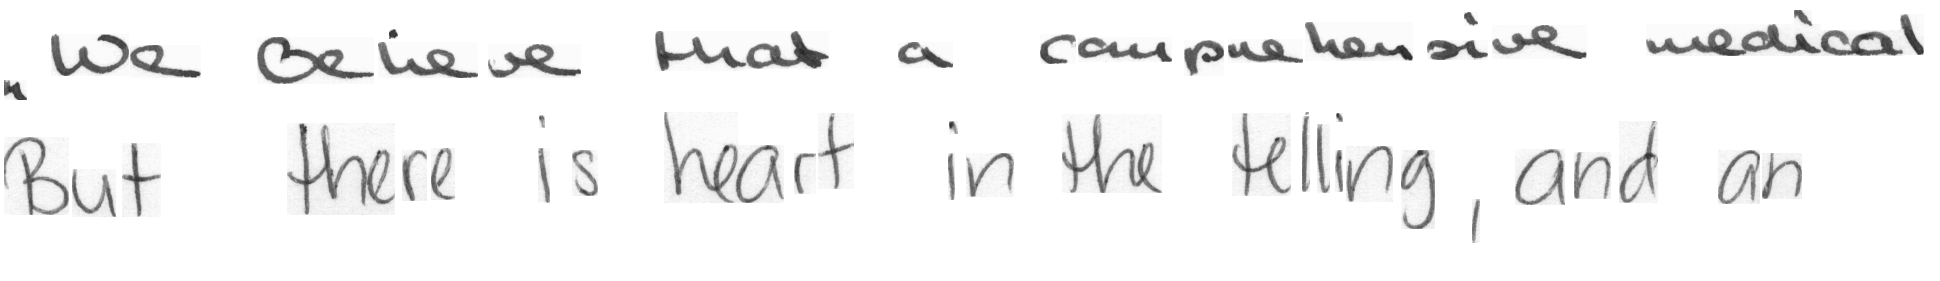 „We believe that a comprehensive medical
But there is heart in the telling, and an